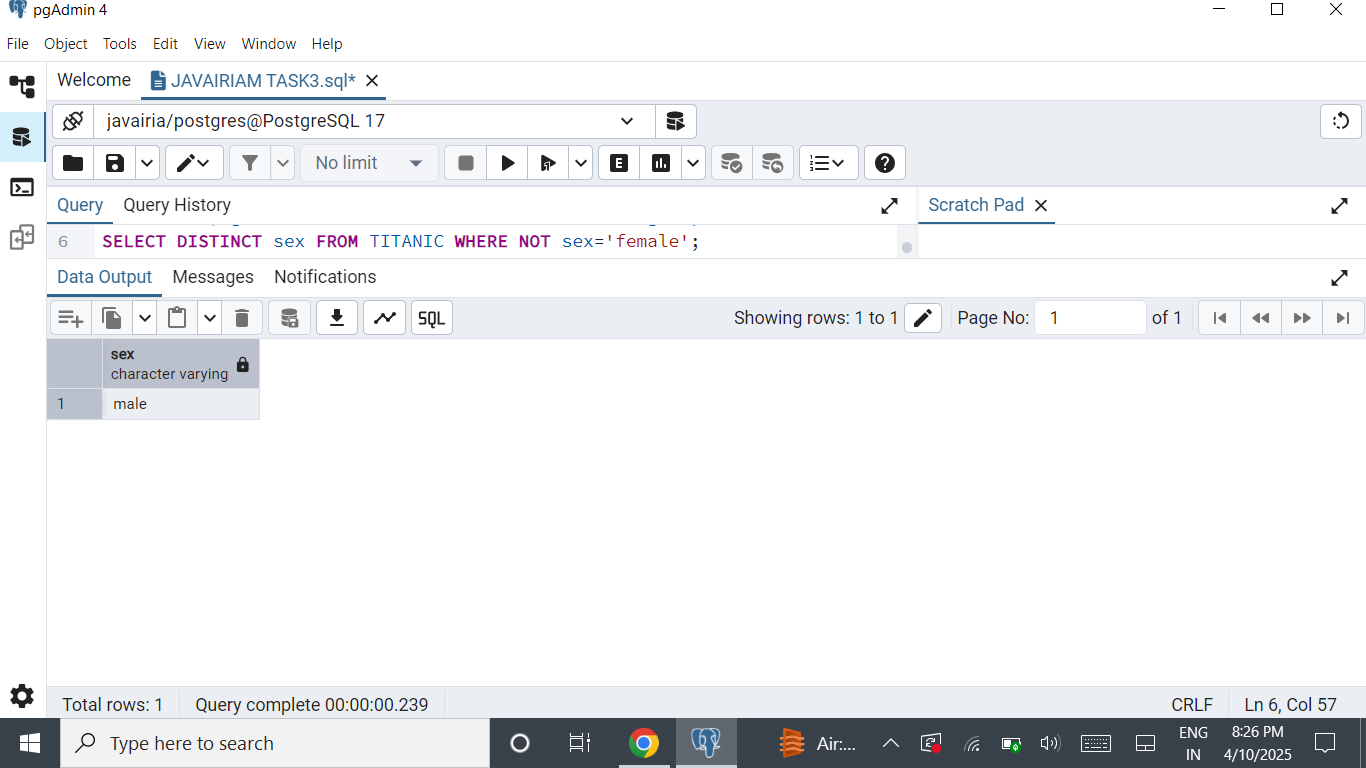 pgAdmin 4
File Object Tools Edit View Window Help
Welcome JAVAIRIAM TASK3.sql*
javairia/postgres@PostgreSQL 17
No limit
E
Query Query History Scratch Pad
6 SELECT DISTINCT sex FROM TITANIC WHERE NOT sex='female';
Data Output Messages Notifications
SQL Showing rows: 1 to 1 Page No: 1 of 1
sex
character varying
1 male
Total rows: 1 Query complete 00:00:00.239 CRLF Ln 6, Col 57
Type here to search Air:... ENG 8:26 PM
IN 4/10/2025